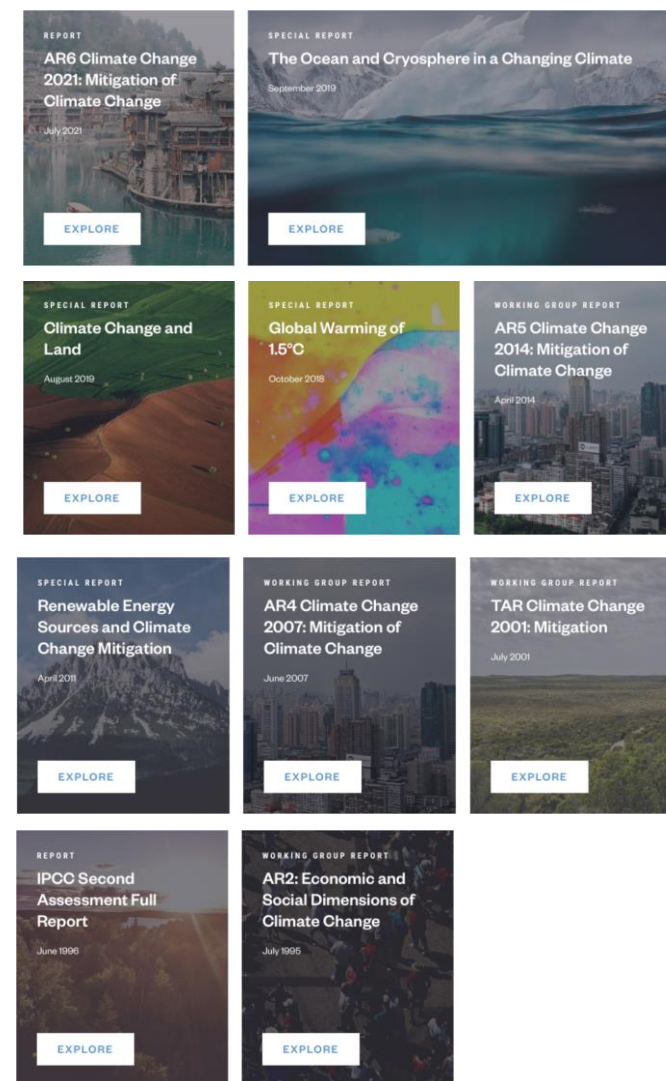 REPORT
AR6 Climate Change
2021: Mitigation of
Climate Change
July 2021
EXPLORE
SPECIAL REPORT
The Ocean and Cryosphere in a Changing Climate
September 2019
EXPLORE
SPECIAL REPORT
Climate Change and
Land
August 2019
EXPLORE
SPECIAL REPORT
Global Warming of
1.5°C
October 2018
EXPLORE
WORKING GROUP REPORT
AR5 Climate Change
2014: Mitigation of
Climate Change
April 2014
EXPLORE
SPECIAL REPORT
Renewable Energy
Sources and Climate
Change Mitigation
April 2011
EXPLORE
WORKING GROUP REPORT
AR4 Climate Change
2007: Mitigation of
Climate Change
June 2007
EXPLORE
WORKING GROUP REPORT
TAR Climate Change
2001: Mitigation
July 2001
EXPLORE
REPORT
IPCC Second
Assessment Full
Report
June 1996
EXPLORE
WORKING GROUP REPORT
AR2: Economic and
Social Dimensions of
Climate Change
July 1995
EXPLORE